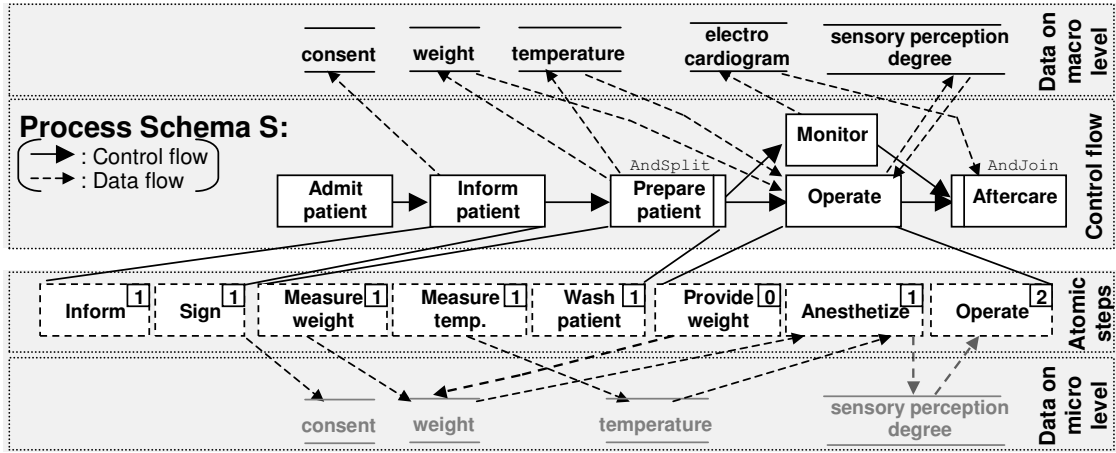 consent
weight
temperature
electro
cardiogram
sensory perception
degree
Data on
macro
level
Process Schema S:
: Control flow
: Data flow
Admit
patient
Inform
patient
AndSplit
Prepare
patient
Monitor
Operate
AndJoin
Aftercare
Control flow
Inform
1
Sign
1
Measure
weight
1
Measure
temp.
1
Wash
patient
1
Provide
weight
0
Anesthetize
1
Operate
2
Atomic
steps
consent
weight
temperature
sensory perception
degree
Data on
micro
level